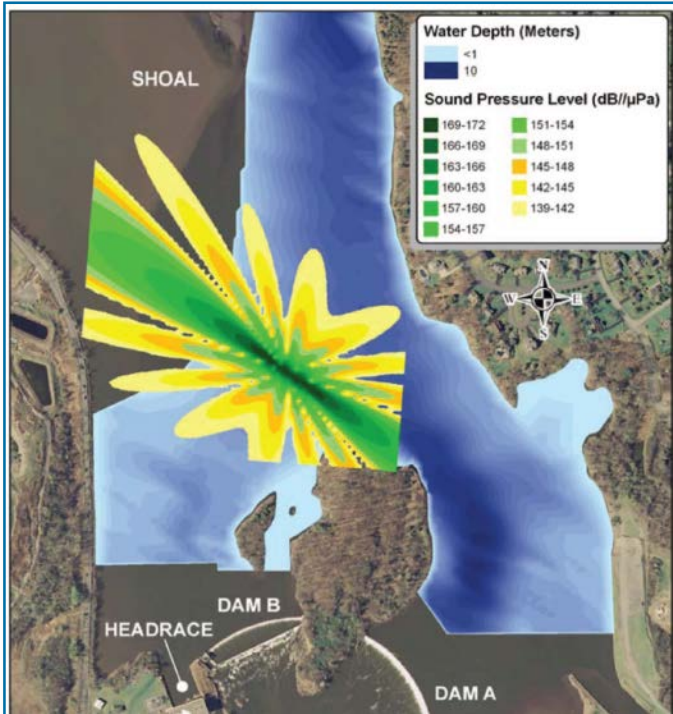 Water Depth (Meters)
<1
10
Sound Pressure Level (dB//µPa)
169-172
166-169
163-166
160-163
157-160
154-157
151-154
148-151
145-148
142-145
139-142
SHOAL
N
W
E
S
DAM B
HEADRACE
DAM A